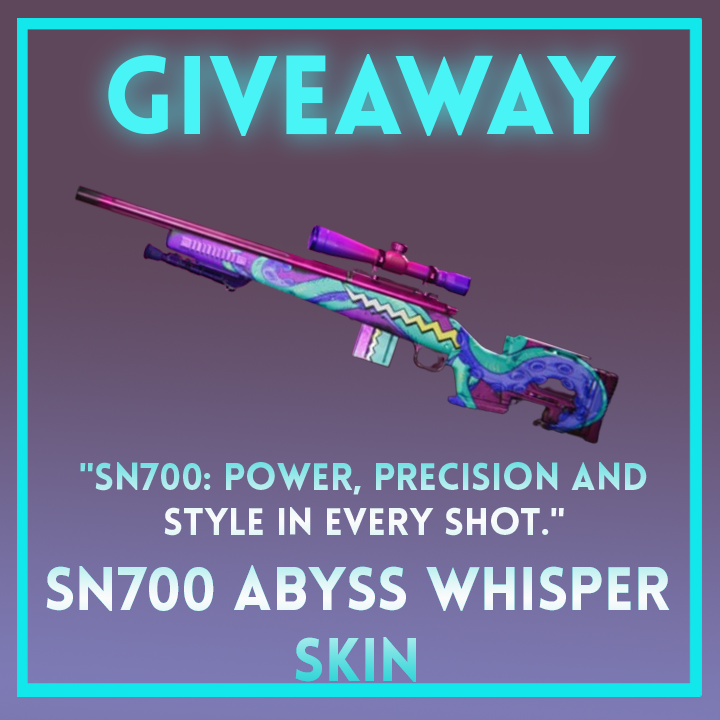 GIVEAWAY
"SN700: POWER, PRECISION AND
STYLE IN EVERY SHOT."
SN700 ABYSS WHISPER
SKIN